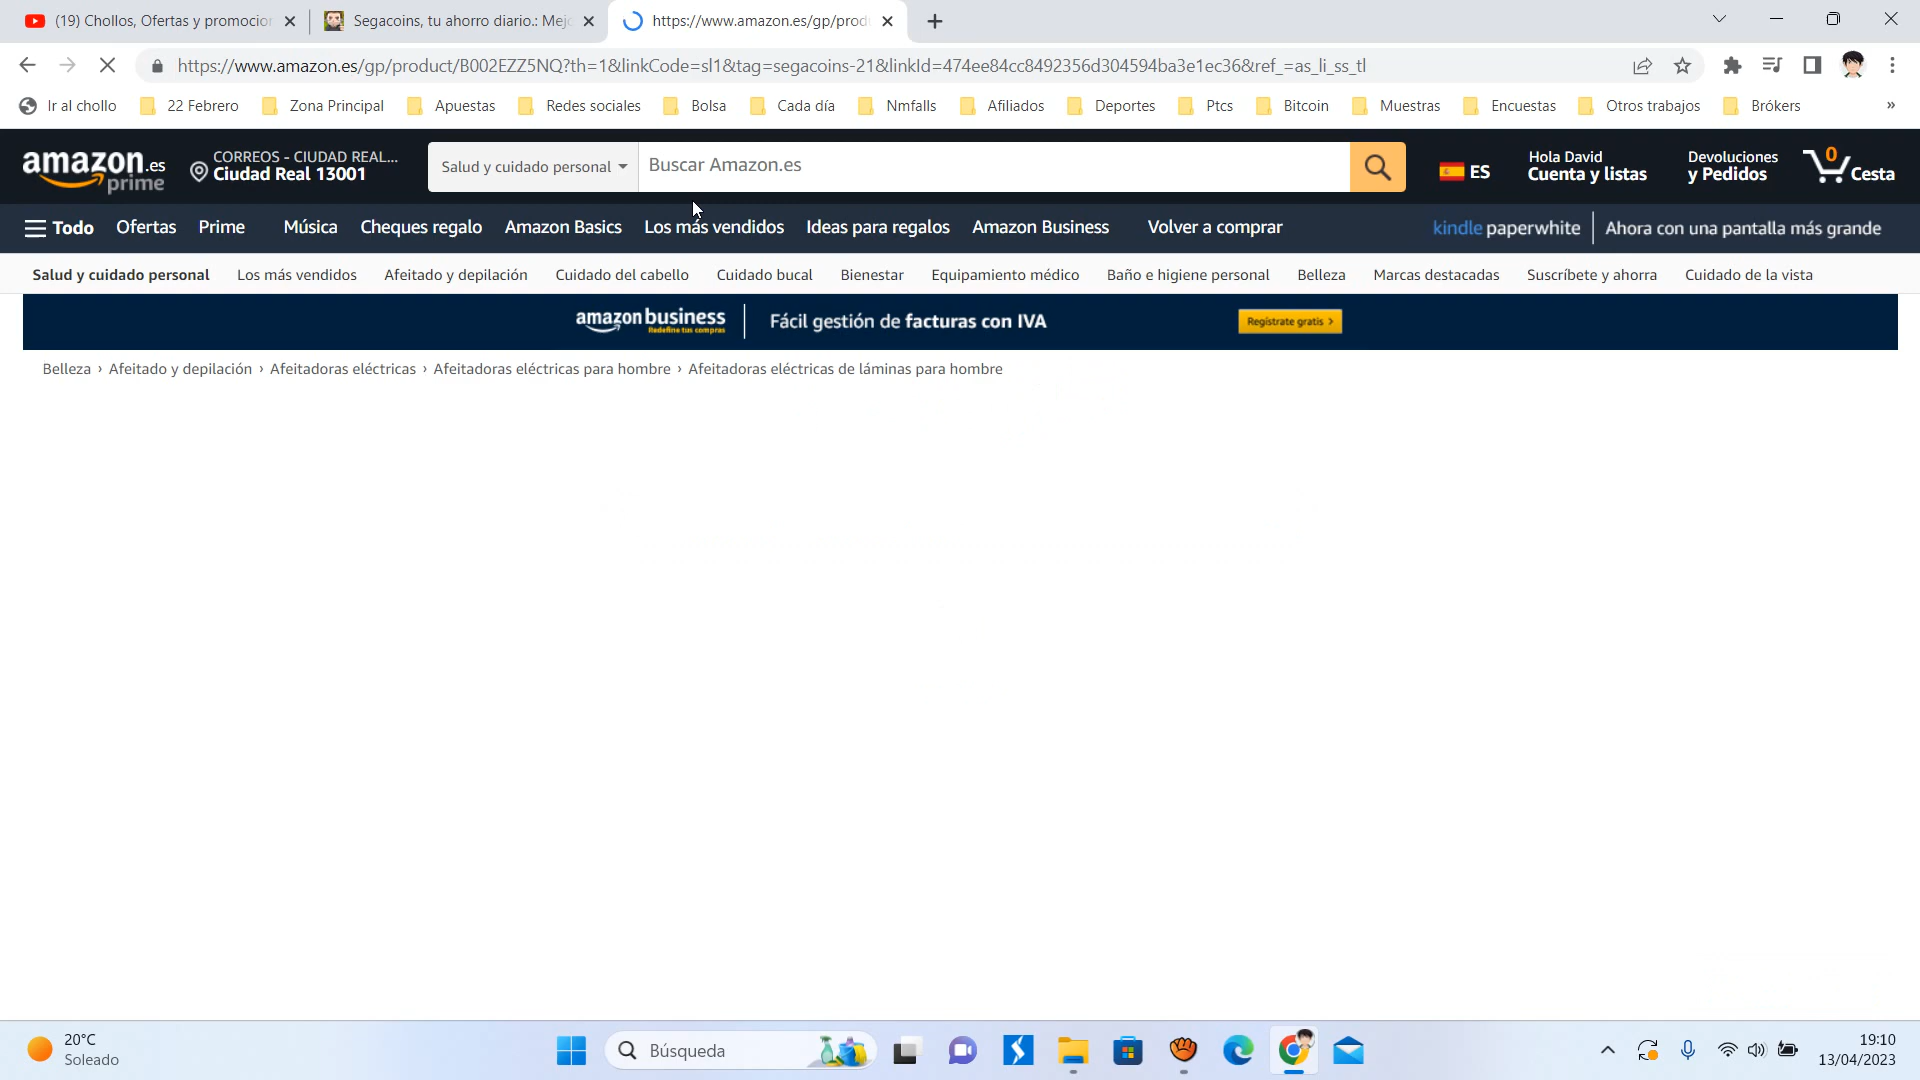 (19) Chollos, Ofertas y promocio
Segacoins, tu ahorro diario.: Mejo
https://www.amazon.es/gp/produ
https://www.amazon.es/gp/product/B002EZZ5NQ?th=1&linkCode=sl1&tag=segacoins-21&linkId=474ee84cc8492356d304594ba3e1ec36&ref_=as_li_ss_tl
Ir al chollo
22 Febrero
Zona Principal
Apuestas
Redes sociales
Bolsa
Cada día
Nmfalls
Afiliados
Deportes
Ptcs
Bitcoin
Muestras
Encuestas
Otros trabajos
Brókers
»
amazon.es
prime
CORREOS - CIUDAD REAL...
Ciudad Real 13001
Salud y cuidado personal
Buscar Amazon.es
ES
Hola David
Cuenta y listas
Devoluciones
y Pedidos
0
Cesta
Todo
Ofertas
Prime
Música
Cheques regalo
Amazon Basics
Los más vendidos
Ideas para regalos
Amazon Business
Volver a comprar
kindle paperwhite
Ahora con una pantalla más grande
Salud y cuidado personal
Los más vendidos
Afeitado y depilación
Cuidado del cabello
Cuidado bucal
Bienestar
Equipamiento médico
Baño e higiene personal
Belleza
Marcas destacadas
Suscríbete y ahorra
Cuidado de la vista
amazon business
Redefine tus compras
Fácil gestión de facturas con IVA
Regístrate gratis ›
Belleza › Afeitado y depilación › Afeitadoras eléctricas › Afeitadoras eléctricas para hombre › Afeitadoras eléctricas de láminas para hombre
20°C
Soleado
Búsqueda
19:10
13/04/2023